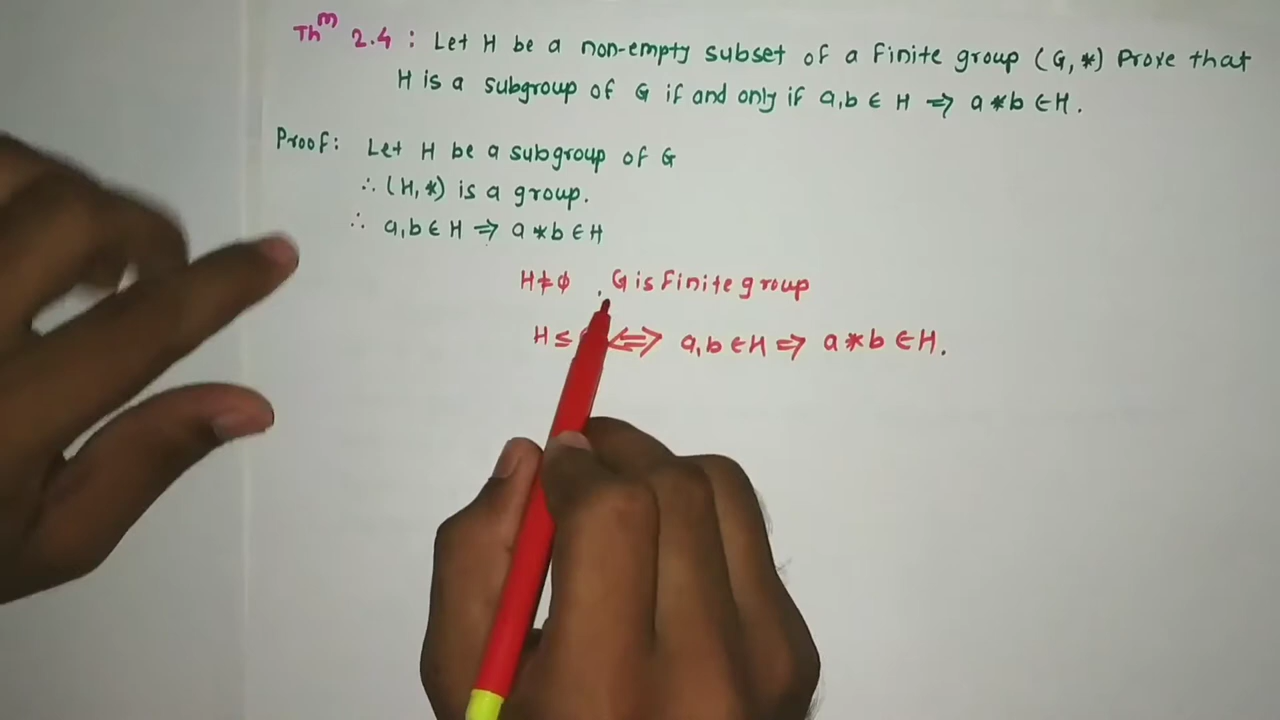 Thm 2.4 : Let H be a non-empty subset of a finite group (G, *) Prove that
H is a subgroup of G if and only if a,b ∈ H ⇒ a * b ∈ H.
Proof: Let H be a subgroup of G
∴ (H, *) is a group.
∴ a,b ∈ H ⇒ a * b ∈ H
H ≠ ϕ , G is finite group
H ≤ ⇔ a,b ∈ H ⇒ a * b ∈ H.